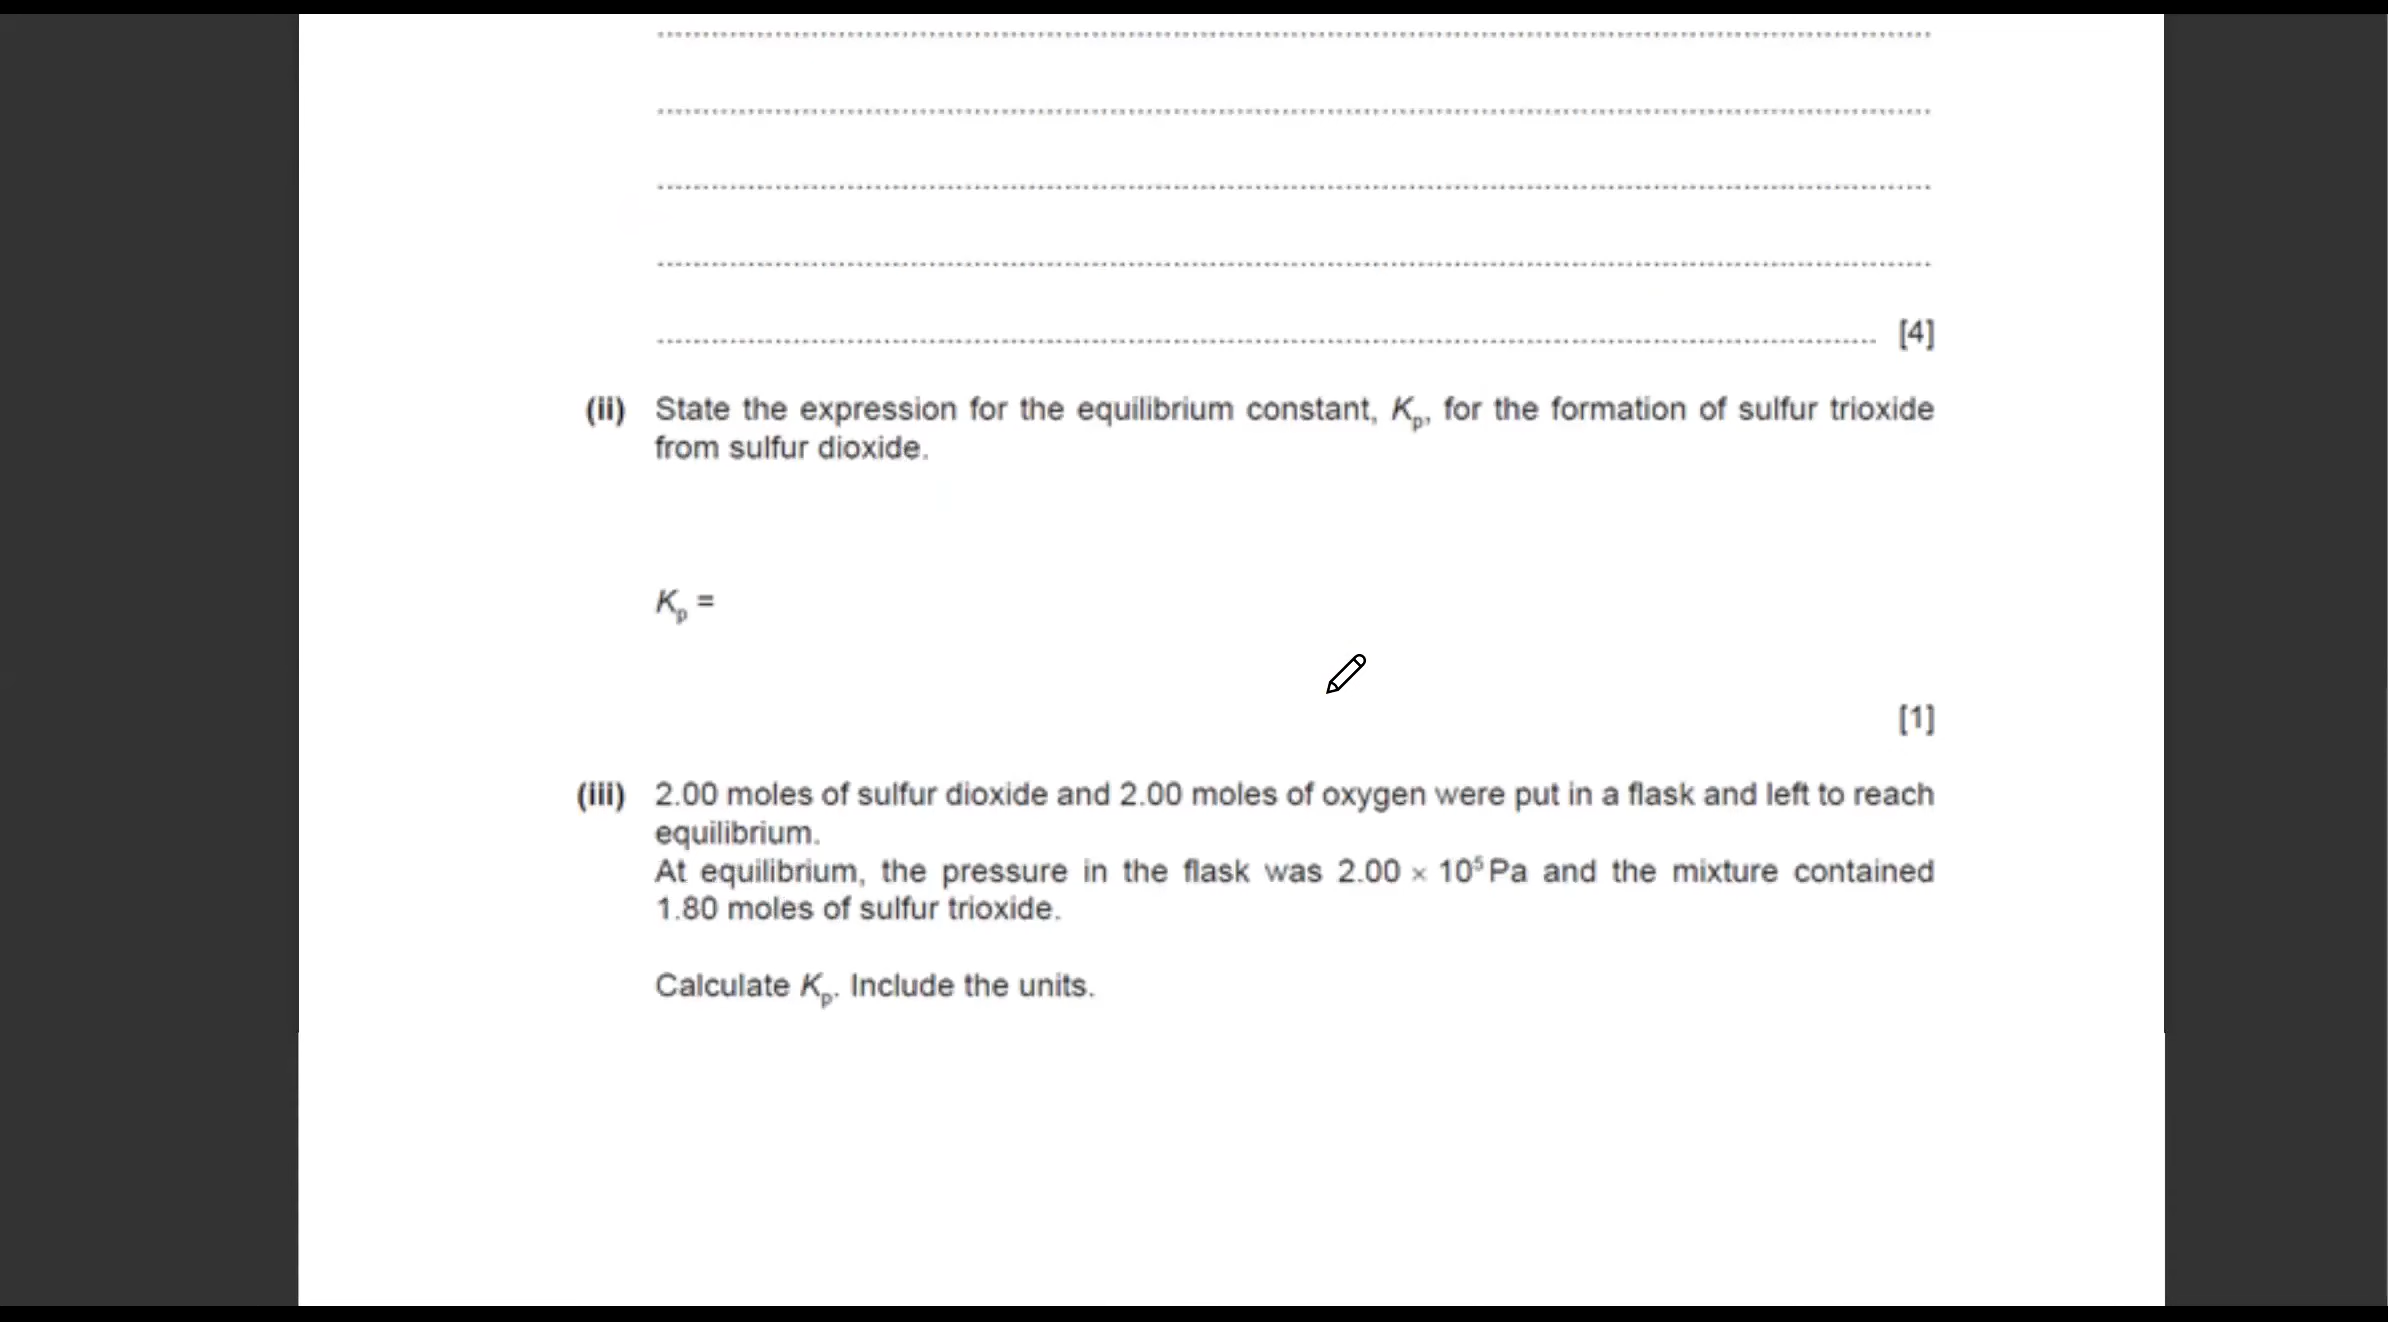 [4]
(ii) State the expression for the equilibrium constant, Kp, for the formation of sulfur trioxide
from sulfur dioxide.
Kp =
[1]
(iii) 2.00 moles of sulfur dioxide and 2.00 moles of oxygen were put in a flask and left to reach
equilibrium.
At equilibrium, the pressure in the flask was 2.00 × 10⁵ Pa and the mixture contained
1.80 moles of sulfur trioxide.
Calculate Kp. Include the units.